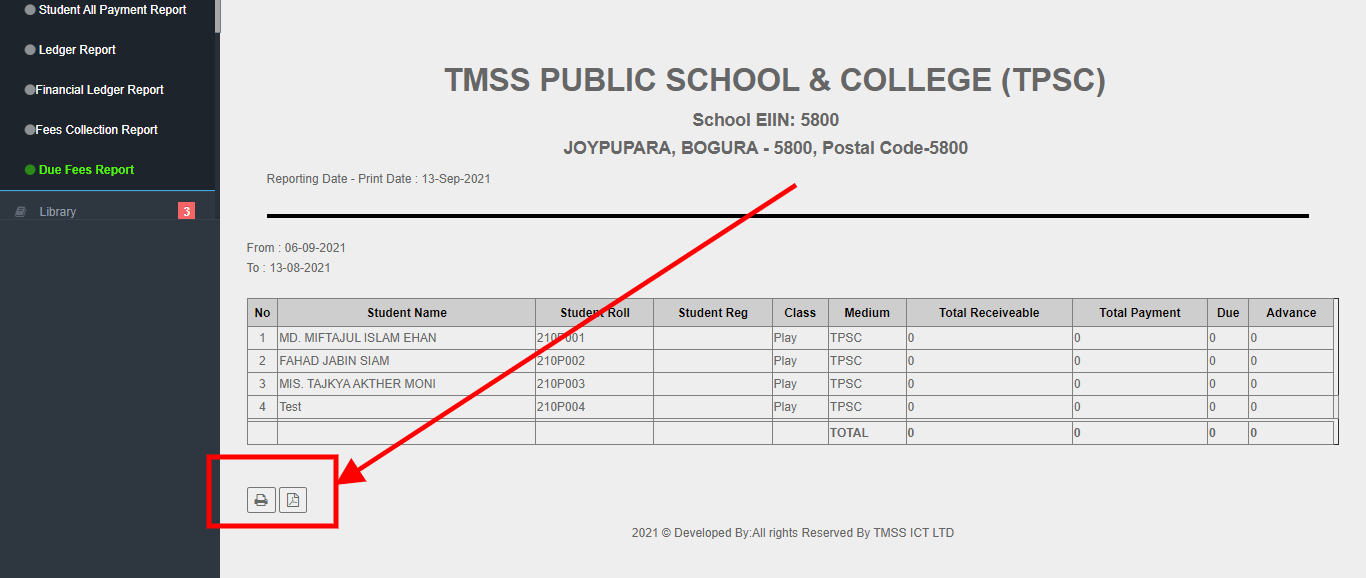 Student All Payment Report
Ledger Report
Financial Ledger Report
Fees Collection Report
Due Fees Report
Library 3
TMSS PUBLIC SCHOOL & COLLEGE (TPSC)
School EIIN: 5800
JOYPUPARA, BOGURA - 5800, Postal Code-5800
Reporting Date - Print Date : 13-Sep-2021
From : 06-09-2021
To : 13-08-2021
No Student Name Student Roll Student Reg Class Medium Total Receiveable Total Payment Due Advance
1 MD. MIFTAJUL ISLAM EHAN 210P001 Play TPSC 0 0 0 0
2 FAHAD JABIN SIAM 210P002 Play TPSC 0 0 0 0
3 MIS. TAJKYA AKTHER MONI 210P003 Play TPSC 0 0 0 0
4 Test 210P004 Play TPSC 0 0 0 0
TOTAL 0 0 0 0
2021 © Developed By:All rights Reserved By TMSS ICT LTD